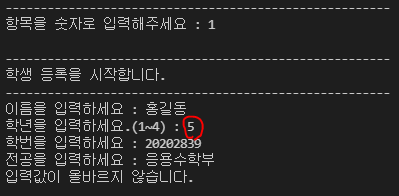 ----------------------------------------------------------
항목을 숫자로 입력해주세요 : 1
----------------------------------------------------------
학생 등록을 시작합니다.
----------------------------------------------------------
이름을 입력하세요 : 홍길동
학년을 입력하세요.(1~4) : 5
학번을 입력하세요 : 20202839
전공을 입력하세요 : 응용수학부
입력값이 올바르지 않습니다.